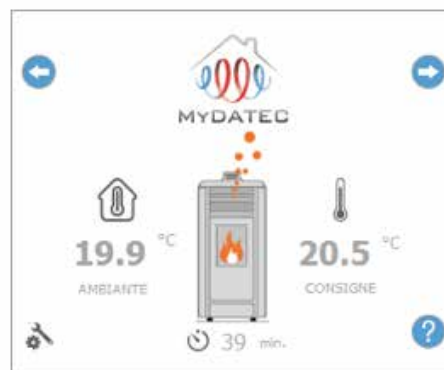 MYDATEC
19.9 °C
AMBIANTE
20.5 °C
CONSIGNE
39 min.
?